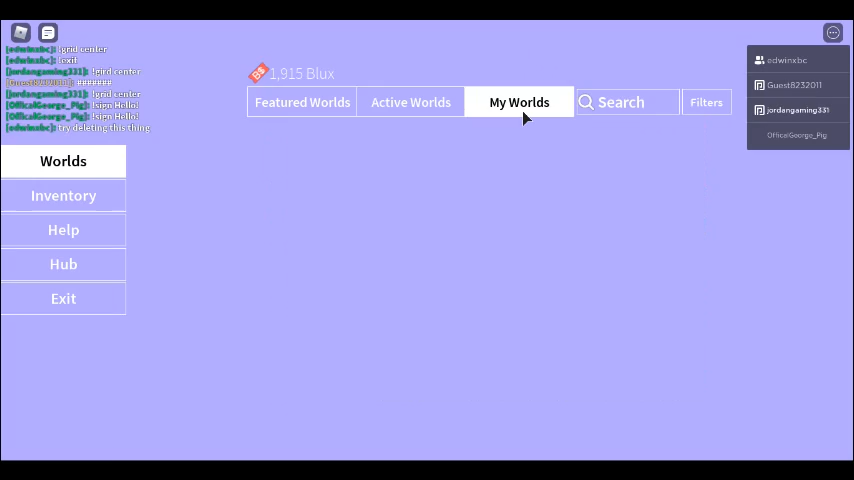 [edwinxbc]: !grid center
[edwinxbc]: !exit
[jordangaming331]: !gird center
[Guest8232011]: #######
[jordangaming331]: !grid center
[OfficalGeorge_Pig]: !sign Hello!
[OfficalGeorge_Pig]: !sign Hello!
[edwinxbc]: try deleting this thing
1,915 Blux
Featured Worlds
Active Worlds
My Worlds
Search
Filters
edwinxbc
Guest8232011
jordangaming331
OfficalGeorge_Pig
Worlds
Inventory
Help
Hub
Exit